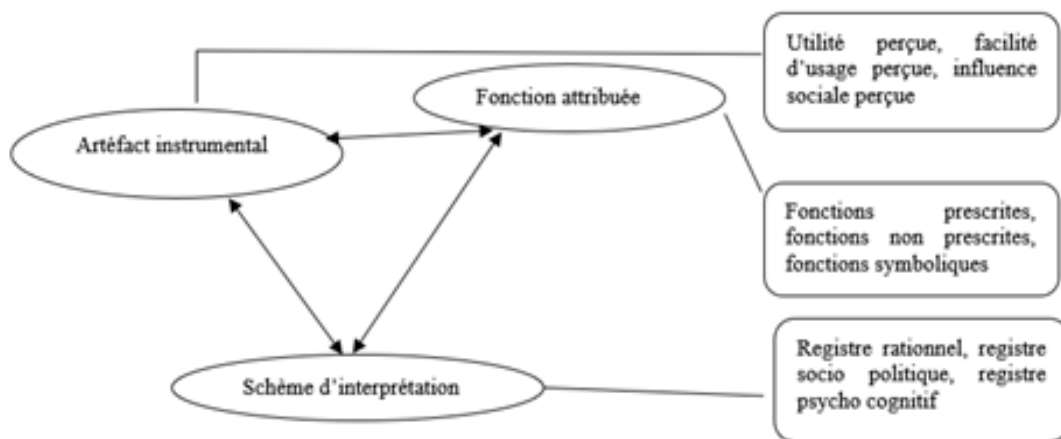 Utilité perçue, facilité
d'usage perçue, influence
sociale perçue
Fonction attribuée
Artéfact instrumental
Fonctions prescrites,
fonctions non prescrites,
fonctions symboliques
Registre rationnel, registre
socio politique, registre
psycho cognitif
Schème d'interprétation